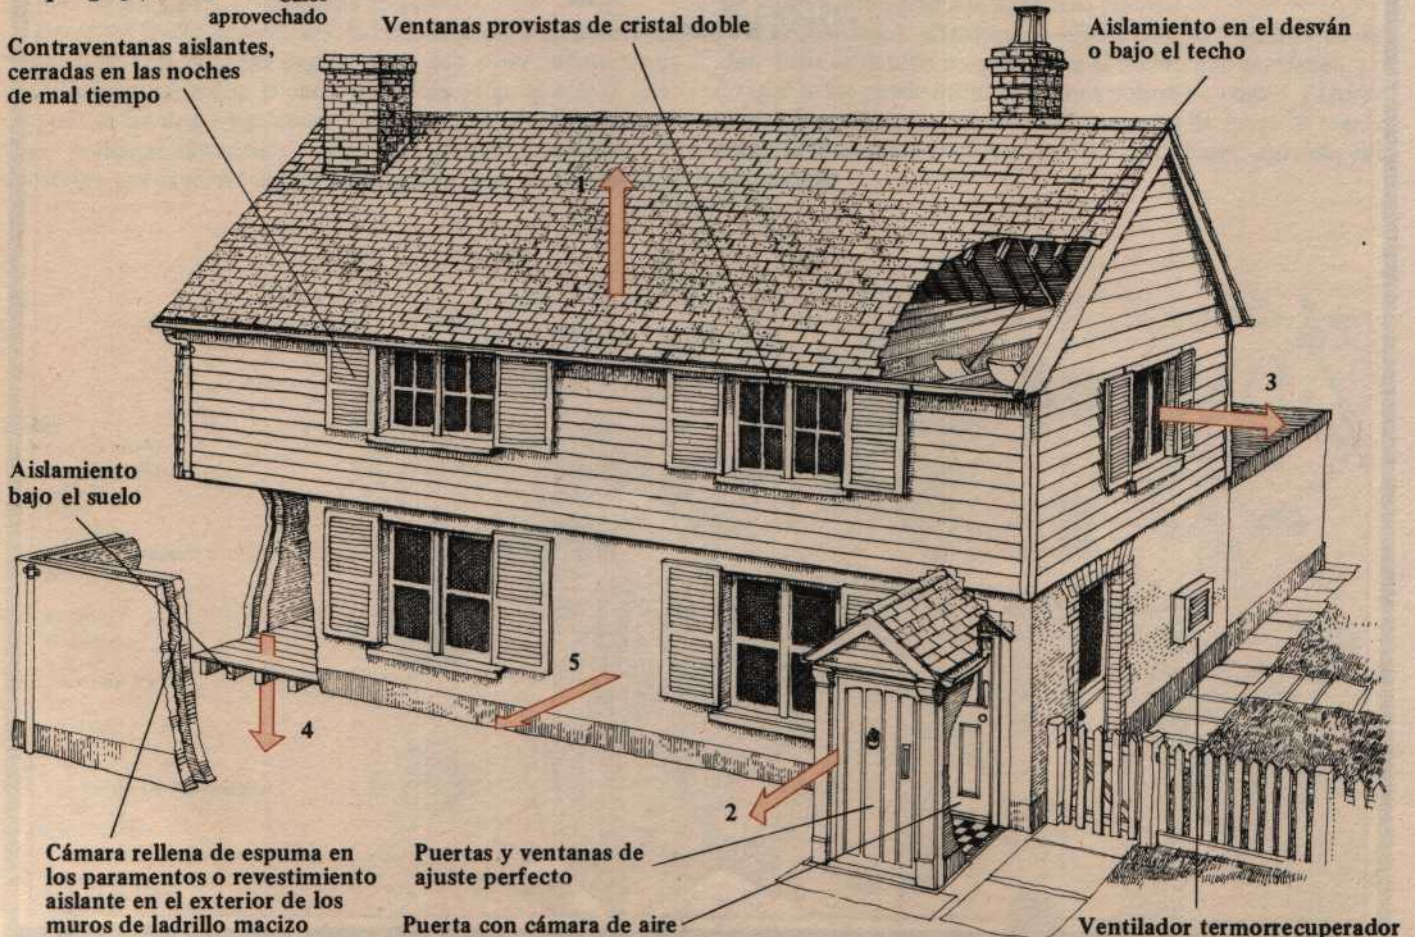 aprovechado
Contraventanas aislantes,
cerradas en las noches
de mal tiempo
Ventanas provistas de cristal doble
Aislamiento en el desván
o bajo el techo
1
3
Aislamiento
bajo el suelo
5
4
2
Cámara rellena de espuma en
los paramentos o revestimiento
aislante en el exterior de los
muros de ladrillo macizo
Puertas y ventanas de
ajuste perfecto
Puerta con cámara de aire
Ventilador termorrecuperador